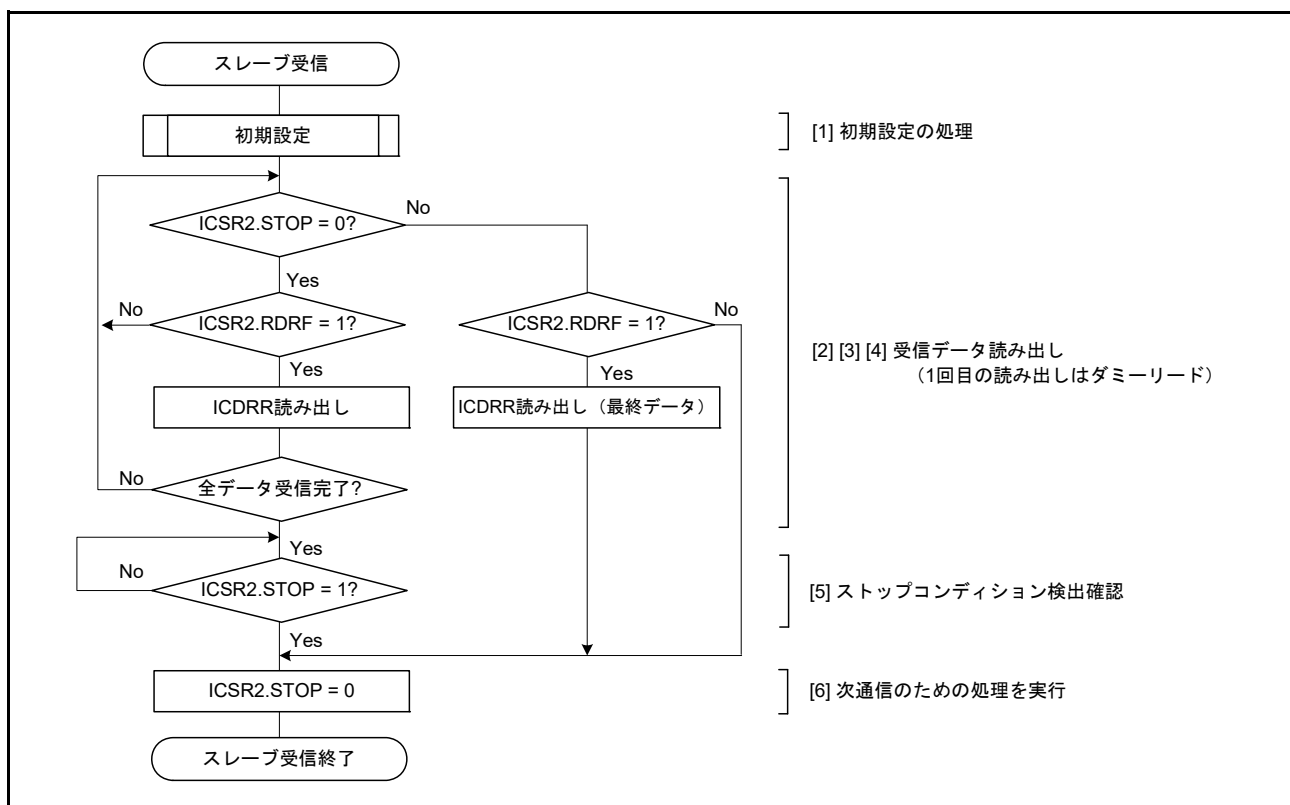 スレーブ受信
初期設定
[1] 初期設定の処理
ICSR2.STOP = 0?
No
Yes
No
ICSR2.RDRF = 1?
ICSR2.RDRF = 1?
No
[2] [3] [4] 受信データ読み出し
（1回目の読み出しはダミーリード）
Yes
Yes
ICDRR読み出し
ICDRR読み出し（最終データ）
No
全データ受信完了?
Yes
No
ICSR2.STOP = 1?
[5] ストップコンディション検出確認
Yes
ICSR2.STOP = 0
[6] 次通信のための処理を実行
スレーブ受信終了